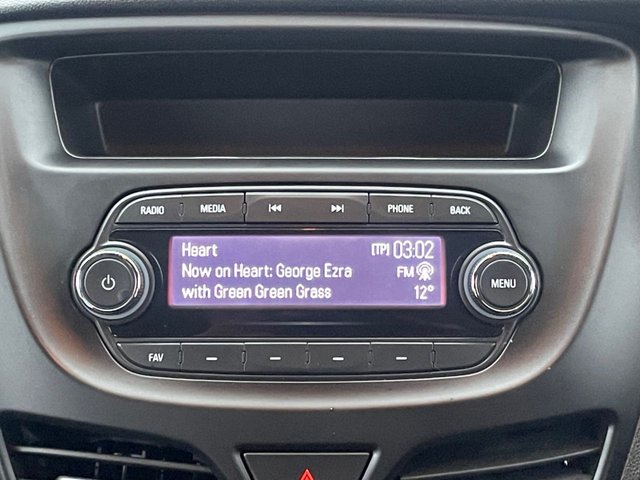 RADIO MEDIA PHONE BACK
Heart [TP] 03:02
Now on Heart: George Ezra FM
with Green Green Grass 12°
MENU
FAV